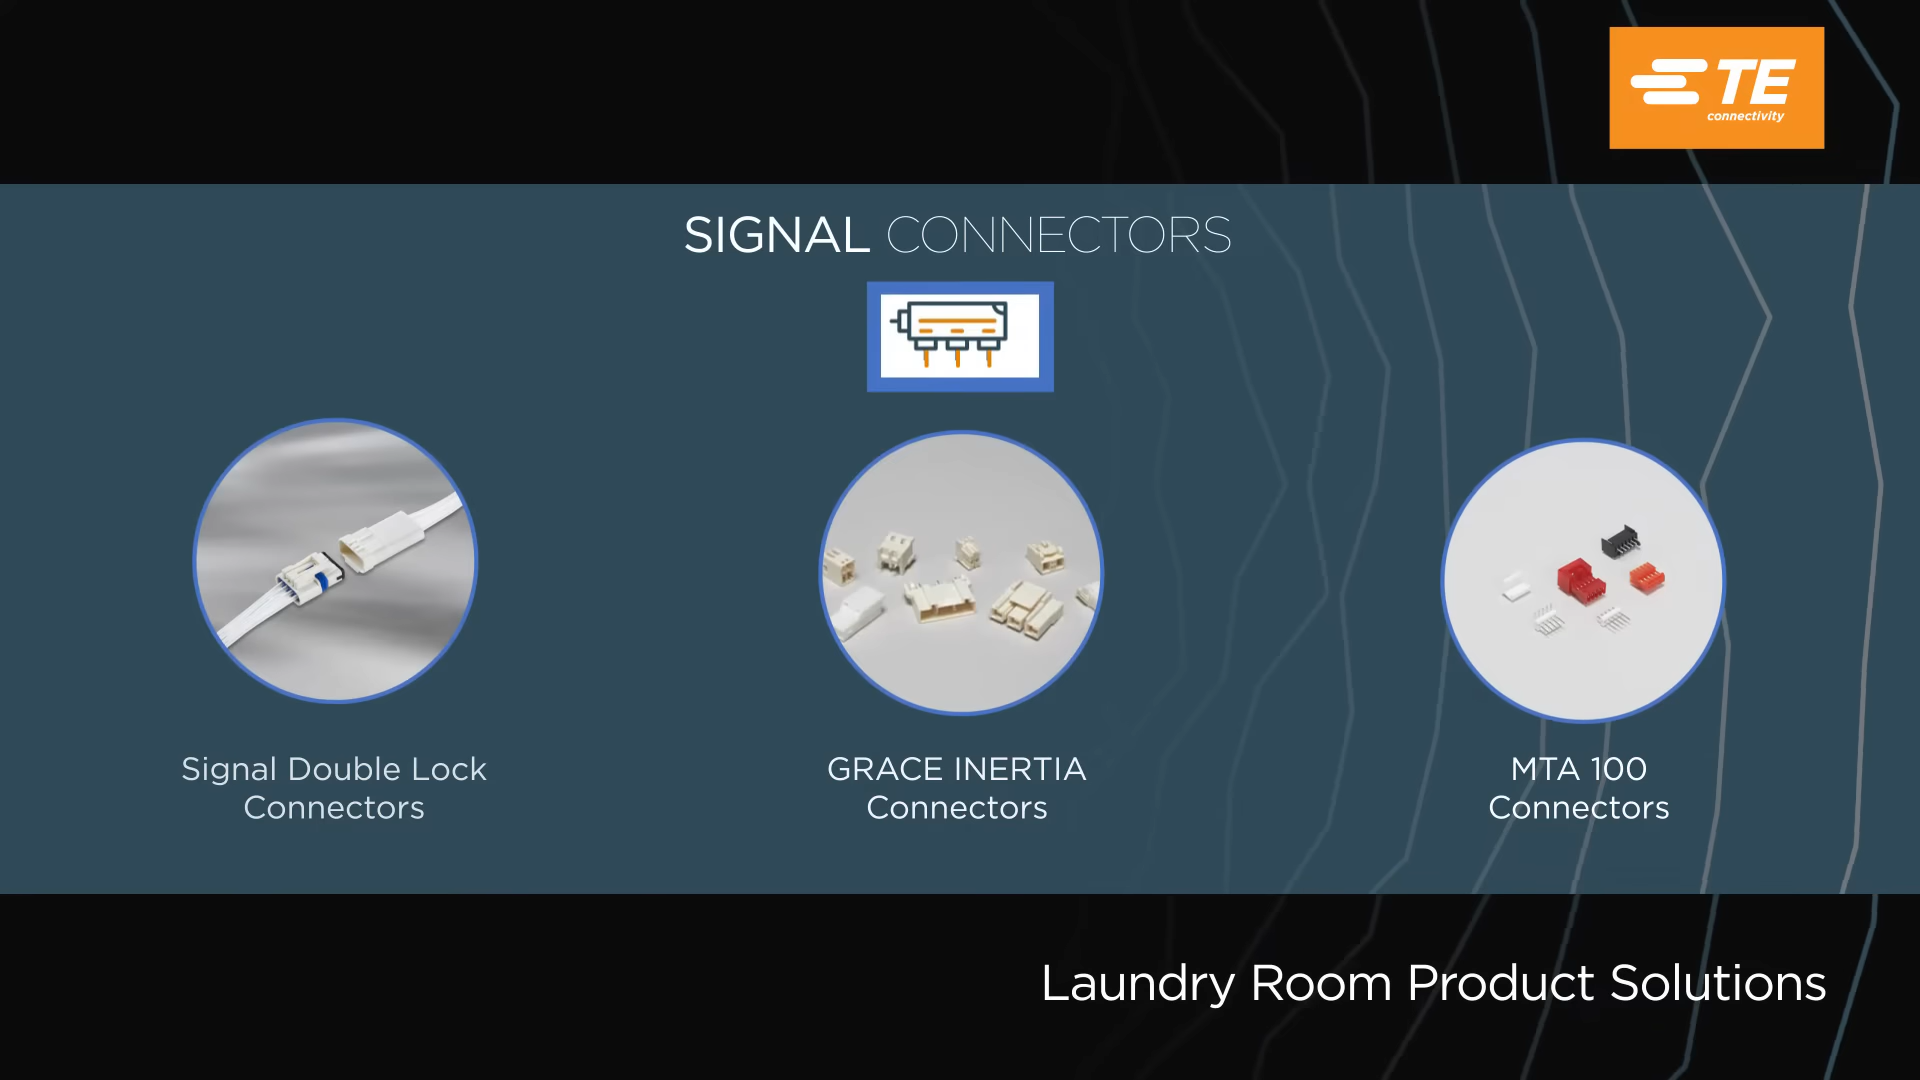 TE
connectivity
SIGNAL CONNECTORS
Signal Double Lock
Connectors
GRACE INERTIA
Connectors
MTA 100
Connectors
Laundry Room Product Solutions